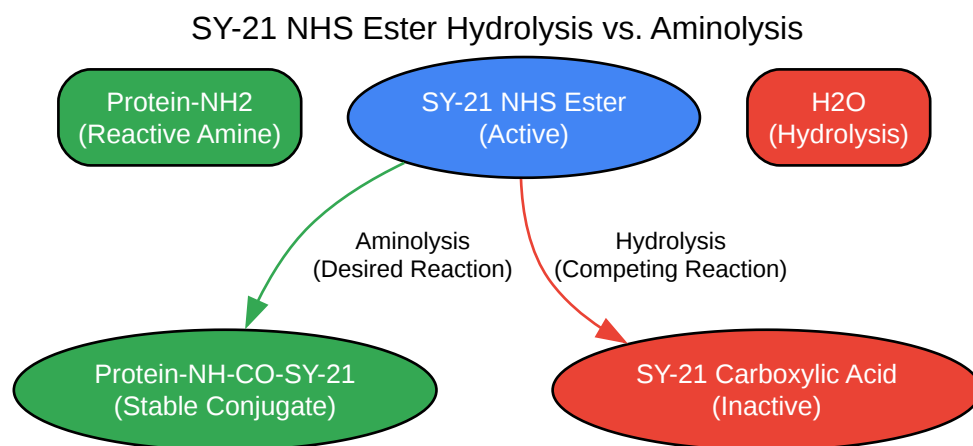 SY-21 NHS Ester Hydrolysis vs. Aminolysis
Protein-NH2
(Reactive Amine)
SY-21 NHS Ester
(Active)
H2O
(Hydrolysis)
Aminolysis
(Desired Reaction)
Hydrolysis
(Competing Reaction)
Protein-NH-CO-SY-21
(Stable Conjugate)
SY-21 Carboxylic Acid
(Inactive)